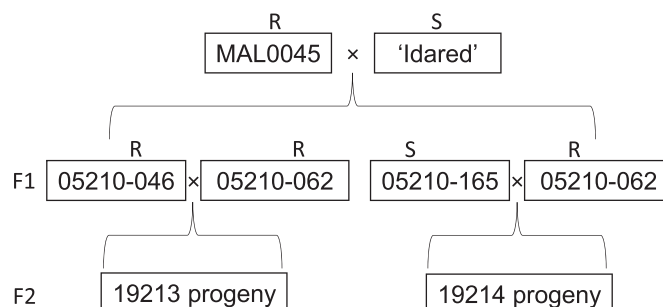 R S
MAL0045 × 'Idared'
R R S R
F1 05210-046 × 05210-062 05210-165 × 05210-062
F2 19213 progeny 19214 progeny